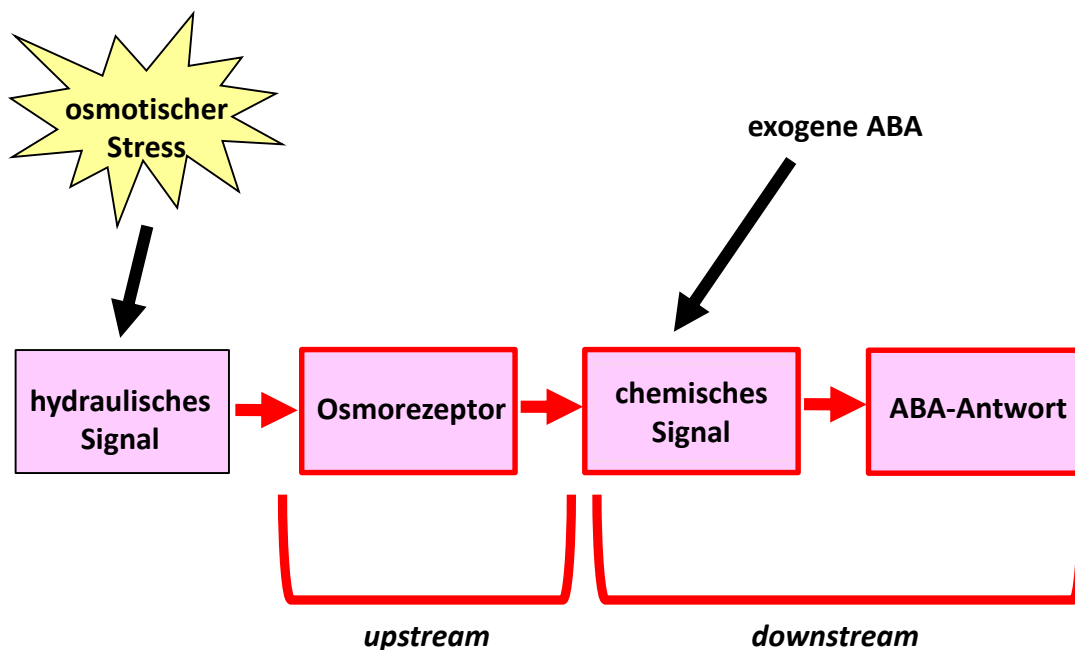 osmotischer
Stress
exogene ABA
hydraulisches
Signal
Osmorezeptor
chemisches
Signal
ABA-Antwort
upstream
downstream